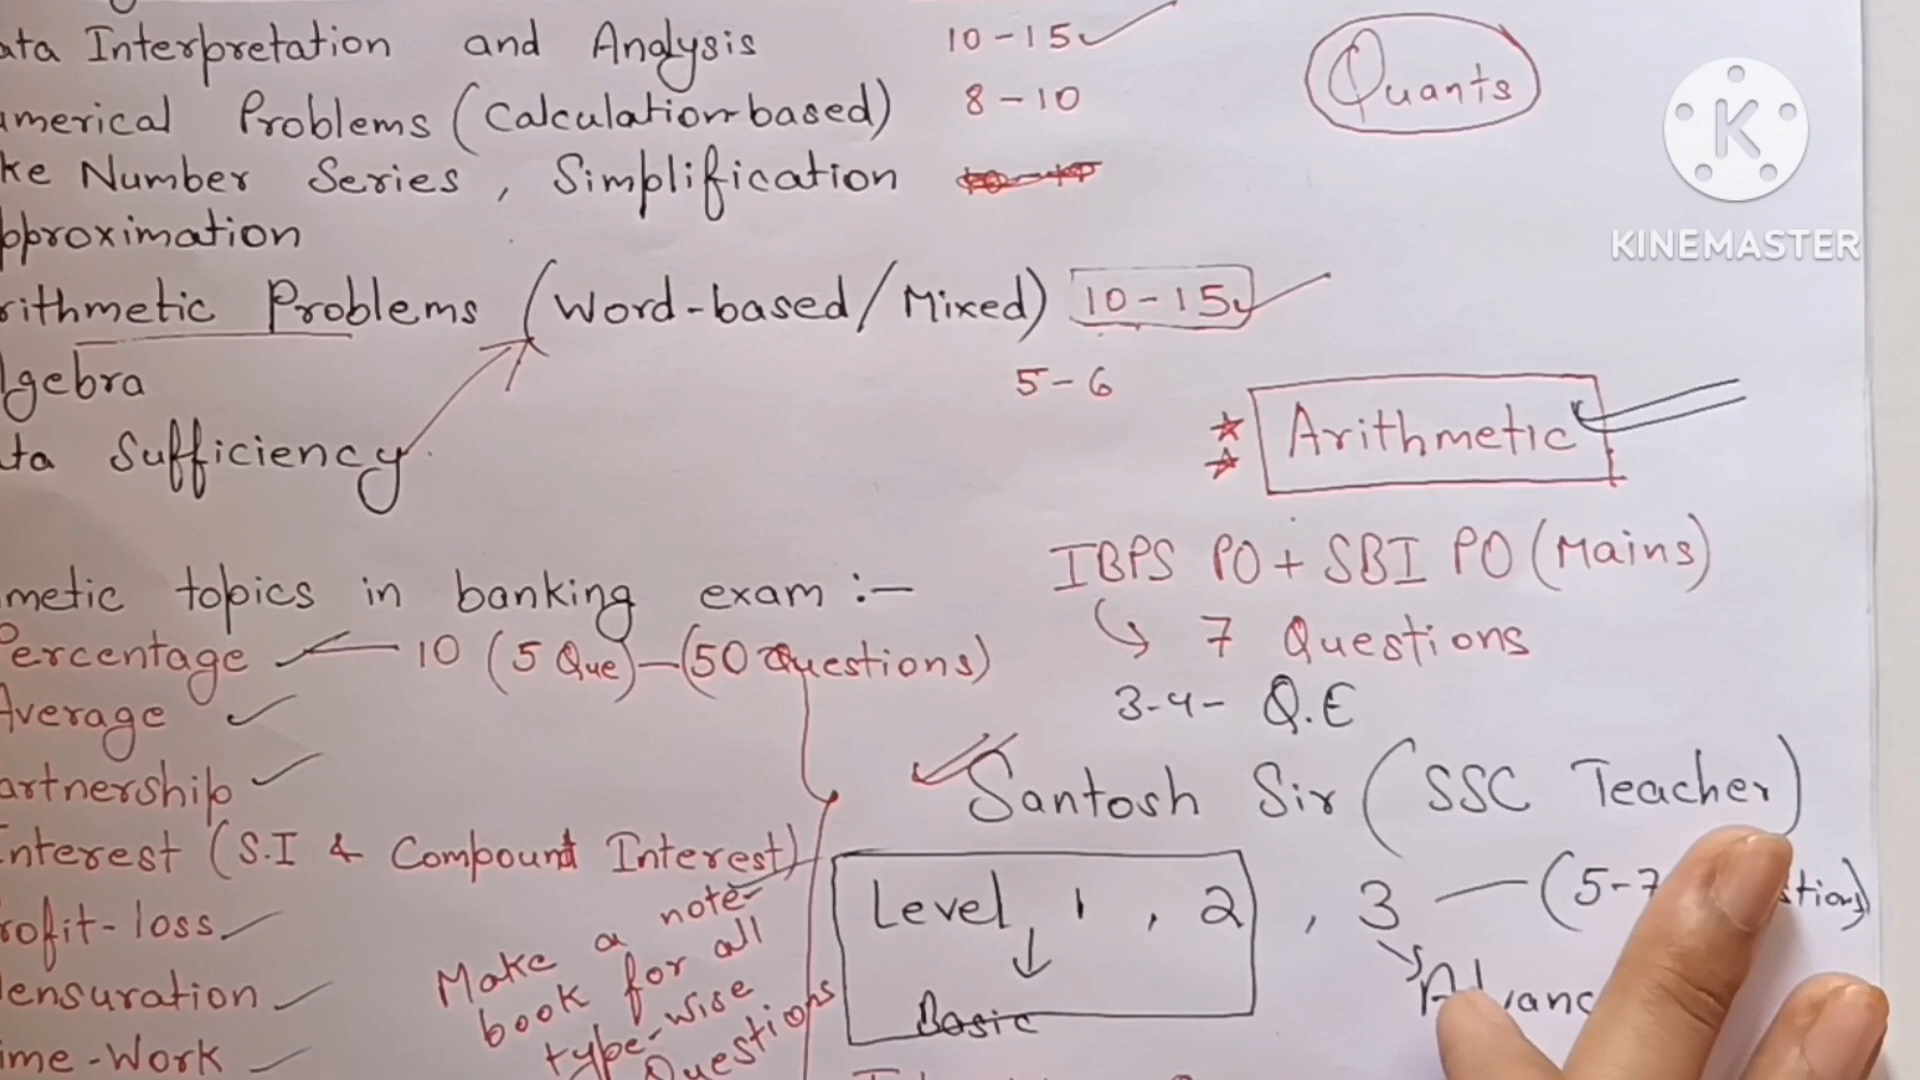 ata Interpretation and Analysis 10-15
Quants
umerical Problems (Calculation-based) 8-10
ke Number Series, Simplification
pproximation
KINEMASTER
rithmetic Problems (Word-based/Mixed) 10-15
lgebra 5-6
ta Sufficiency
Arithmetic
IBPS PO + SBI PO (Mains)
7 Questions
3-4- Q.E
metic topics in banking exam :-
Percentage 10 (5 Que) - (50 Questions)
Average
artnership
Interest (S.I & Compound Interest)
rofit-loss
ensuration
ime-Work
Make a note
book for all
type-wise
Questions
Santosh Sir (SSC Teacher)
Level 1, 2, 3 - (5-7
Basic